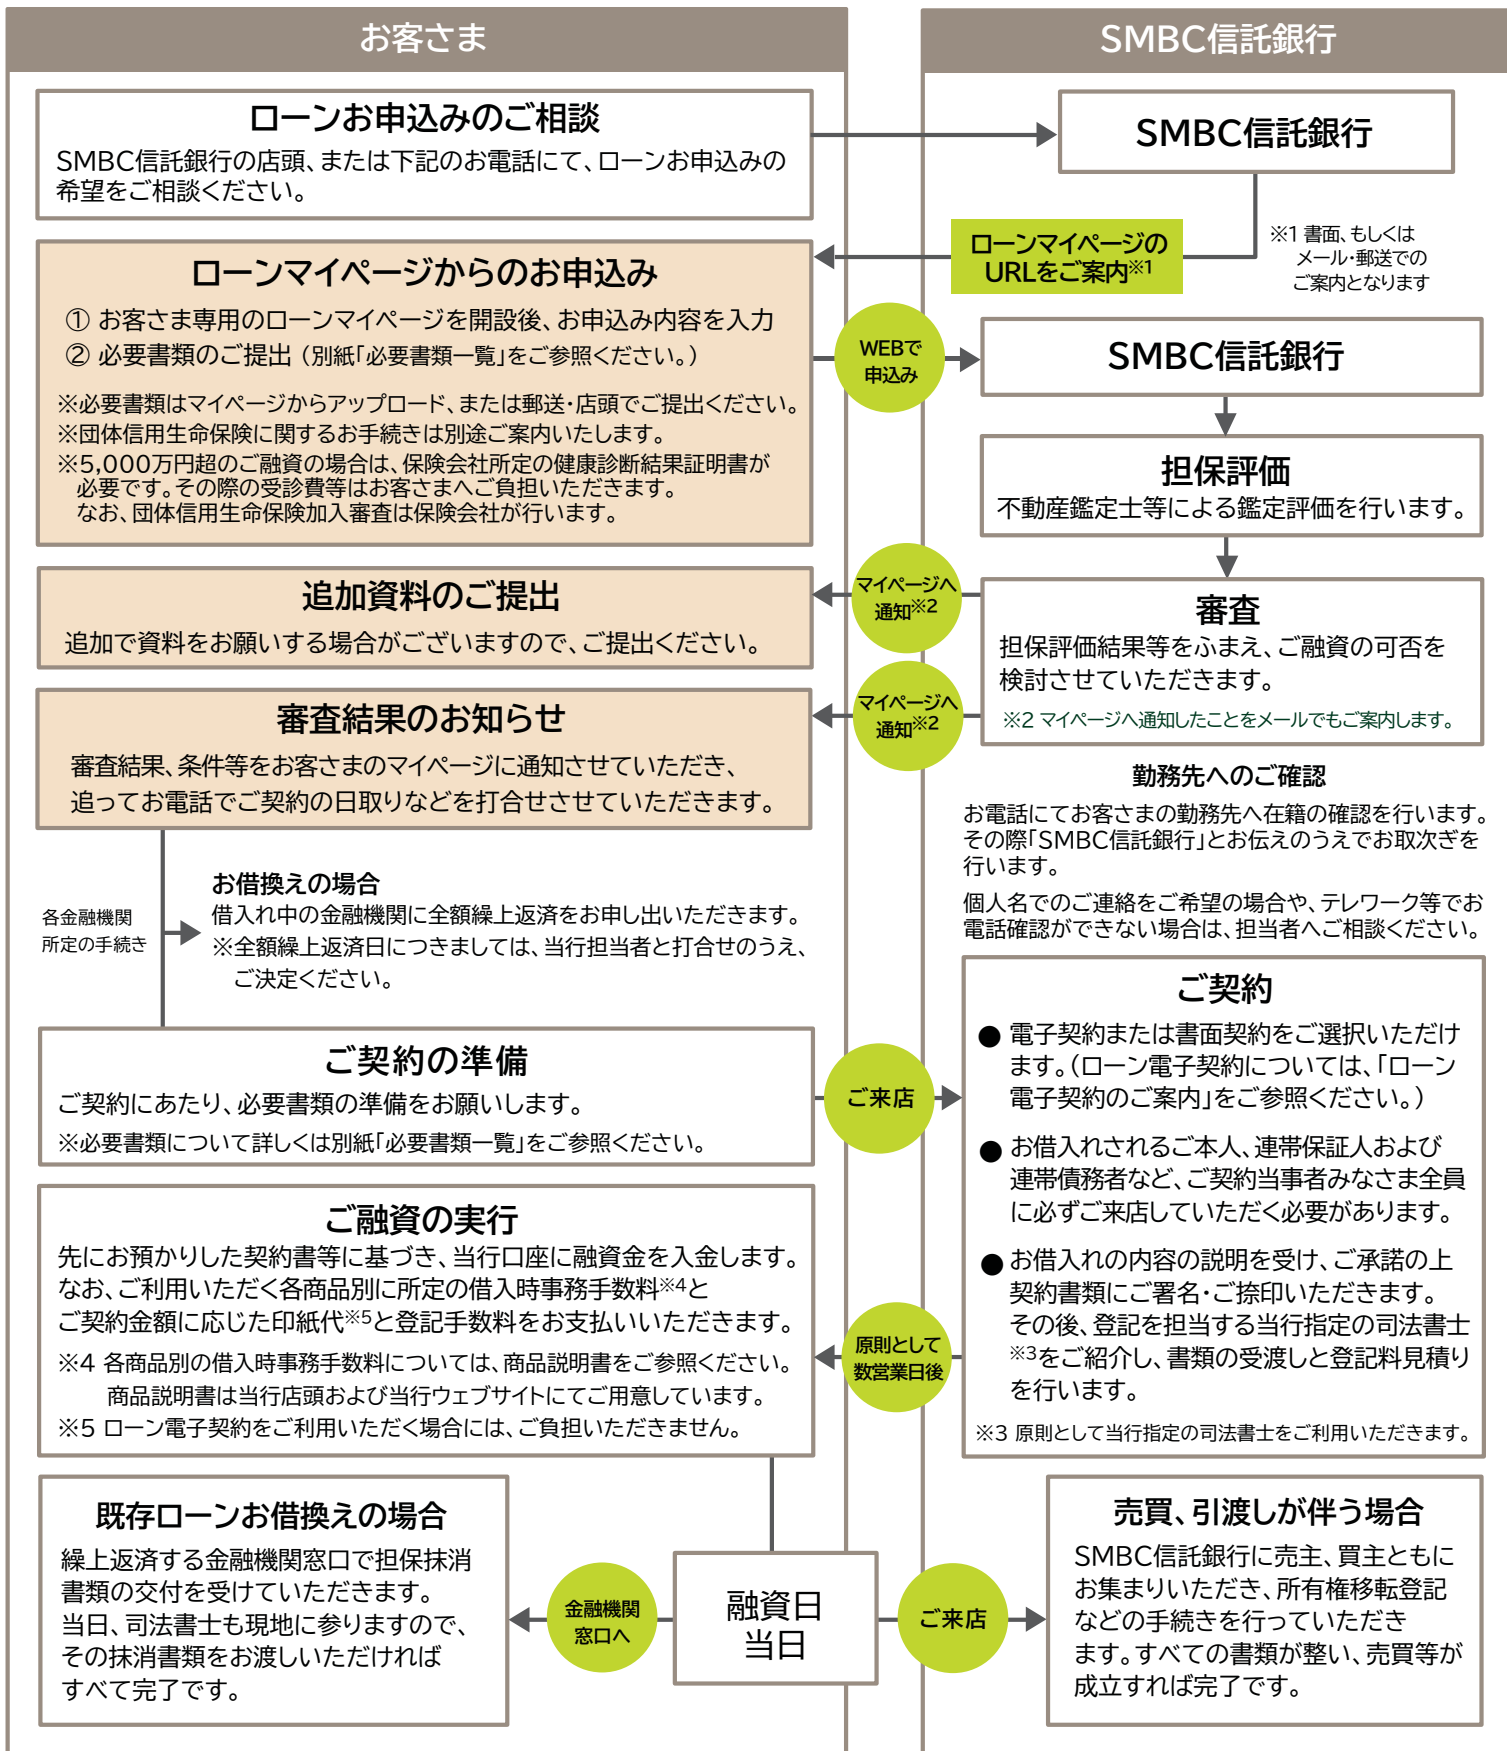 お客さま
SMBC信託銀行
ローンお申込みのご相談
SMBC信託銀行の店頭、または下記のお電話にて、ローンお申込みの
希望をご相談ください。
SMBC信託銀行
ローンマイページの
URLをご案内※1
※1 書面、もしくは
メール・郵送での
ご案内となります
ローンマイページからのお申込み
① お客さま専用のローンマイページを開設後、お申込み内容を入力
② 必要書類のご提出（別紙「必要書類一覧」をご参照ください。）
※必要書類はマイページからアップロード、または郵送・店頭でご提出ください。
※団体信用生命保険に関するお手続きは別途ご案内いたします。
※5,000万円超のご融資の場合は、保険会社所定の健康診断結果証明書が
必要です。その際の受診費等はお客さまへご負担いただきます。
なお、団体信用生命保険加入審査は保険会社が行います。
WEBで
申込み
SMBC信託銀行
担保評価
不動産鑑定士等による鑑定評価を行います。
マイページへ
通知※2
追加資料のご提出
追加で資料をお願いする場合がございますので、ご提出ください。
審査
担保評価結果等をふまえ、ご融資の可否を
検討させていただきます。
※2 マイページへ通知したことをメールでもご案内します。
マイページへ
通知※2
審査結果のお知らせ
審査結果、条件等をお客さまのマイページに通知させていただき、
追ってお電話でご契約の日取りなどを打合せさせていただきます。
勤務先へのご確認
お電話にてお客さまの勤務先へ在籍の確認を行います。
その際「SMBC信託銀行」とお伝えのうえでお取次ぎを
行います。
個人名でのご連絡をご希望の場合や、テレワーク等でお
電話確認ができない場合は、担当者へご相談ください。
各金融機関
所定の手続き
お借換えの場合
借入れ中の金融機関に全額繰上返済をお申し出いただきます。
※全額繰上返済日につきましては、当行担当者と打合せのうえ、
ご決定ください。
ご契約の準備
ご契約にあたり、必要書類の準備をお願いします。
※必要書類について詳しくは別紙「必要書類一覧」をご参照ください。
ご来店
ご契約
● 電子契約または書面契約をご選択いただけ
ます。（ローン電子契約については、「ローン
電子契約のご案内」をご参照ください。）
● お借入れされるご本人、連帯保証人および
連帯債務者など、ご契約当事者みなさま全員
に必ずご来店していただく必要があります。
● お借入れの内容の説明を受け、ご承諾の上
契約書類にご署名・ご捺印いただきます。
その後、登記を担当する当行指定の司法書士
※3をご紹介し、書類の受渡しと登記料見積り
を行います。
※3 原則として当行指定の司法書士をご利用いただきます。
原則として
数営業日後
ご融資の実行
先にお預かりした契約書等に基づき、当行口座に融資金を入金します。
なお、ご利用いただく各商品別に所定の借入時事務手数料※4と
ご契約金額に応じた印紙代※5と登記手数料をお支払いいただきます。
※4 各商品別の借入時事務手数料については、商品説明書をご参照ください。
商品説明書は当行店頭および当行ウェブサイトにてご用意しています。
※5 ローン電子契約をご利用いただく場合には、ご負担いただきません。
既存ローンお借換えの場合
繰上返済する金融機関窓口で担保抹消
書類の交付を受けていただきます。
当日、司法書士も現地に参りますので、
その抹消書類をお渡しいただければ
すべて完了です。
金融機関
窓口へ
融資日
当日
ご来店
売買、引渡しが伴う場合
SMBC信託銀行に売主、買主ともに
お集まりいただき、所有権移転登記
などの手続きを行っていただき
ます。すべての書類が整い、売買等が
成立すれば完了です。